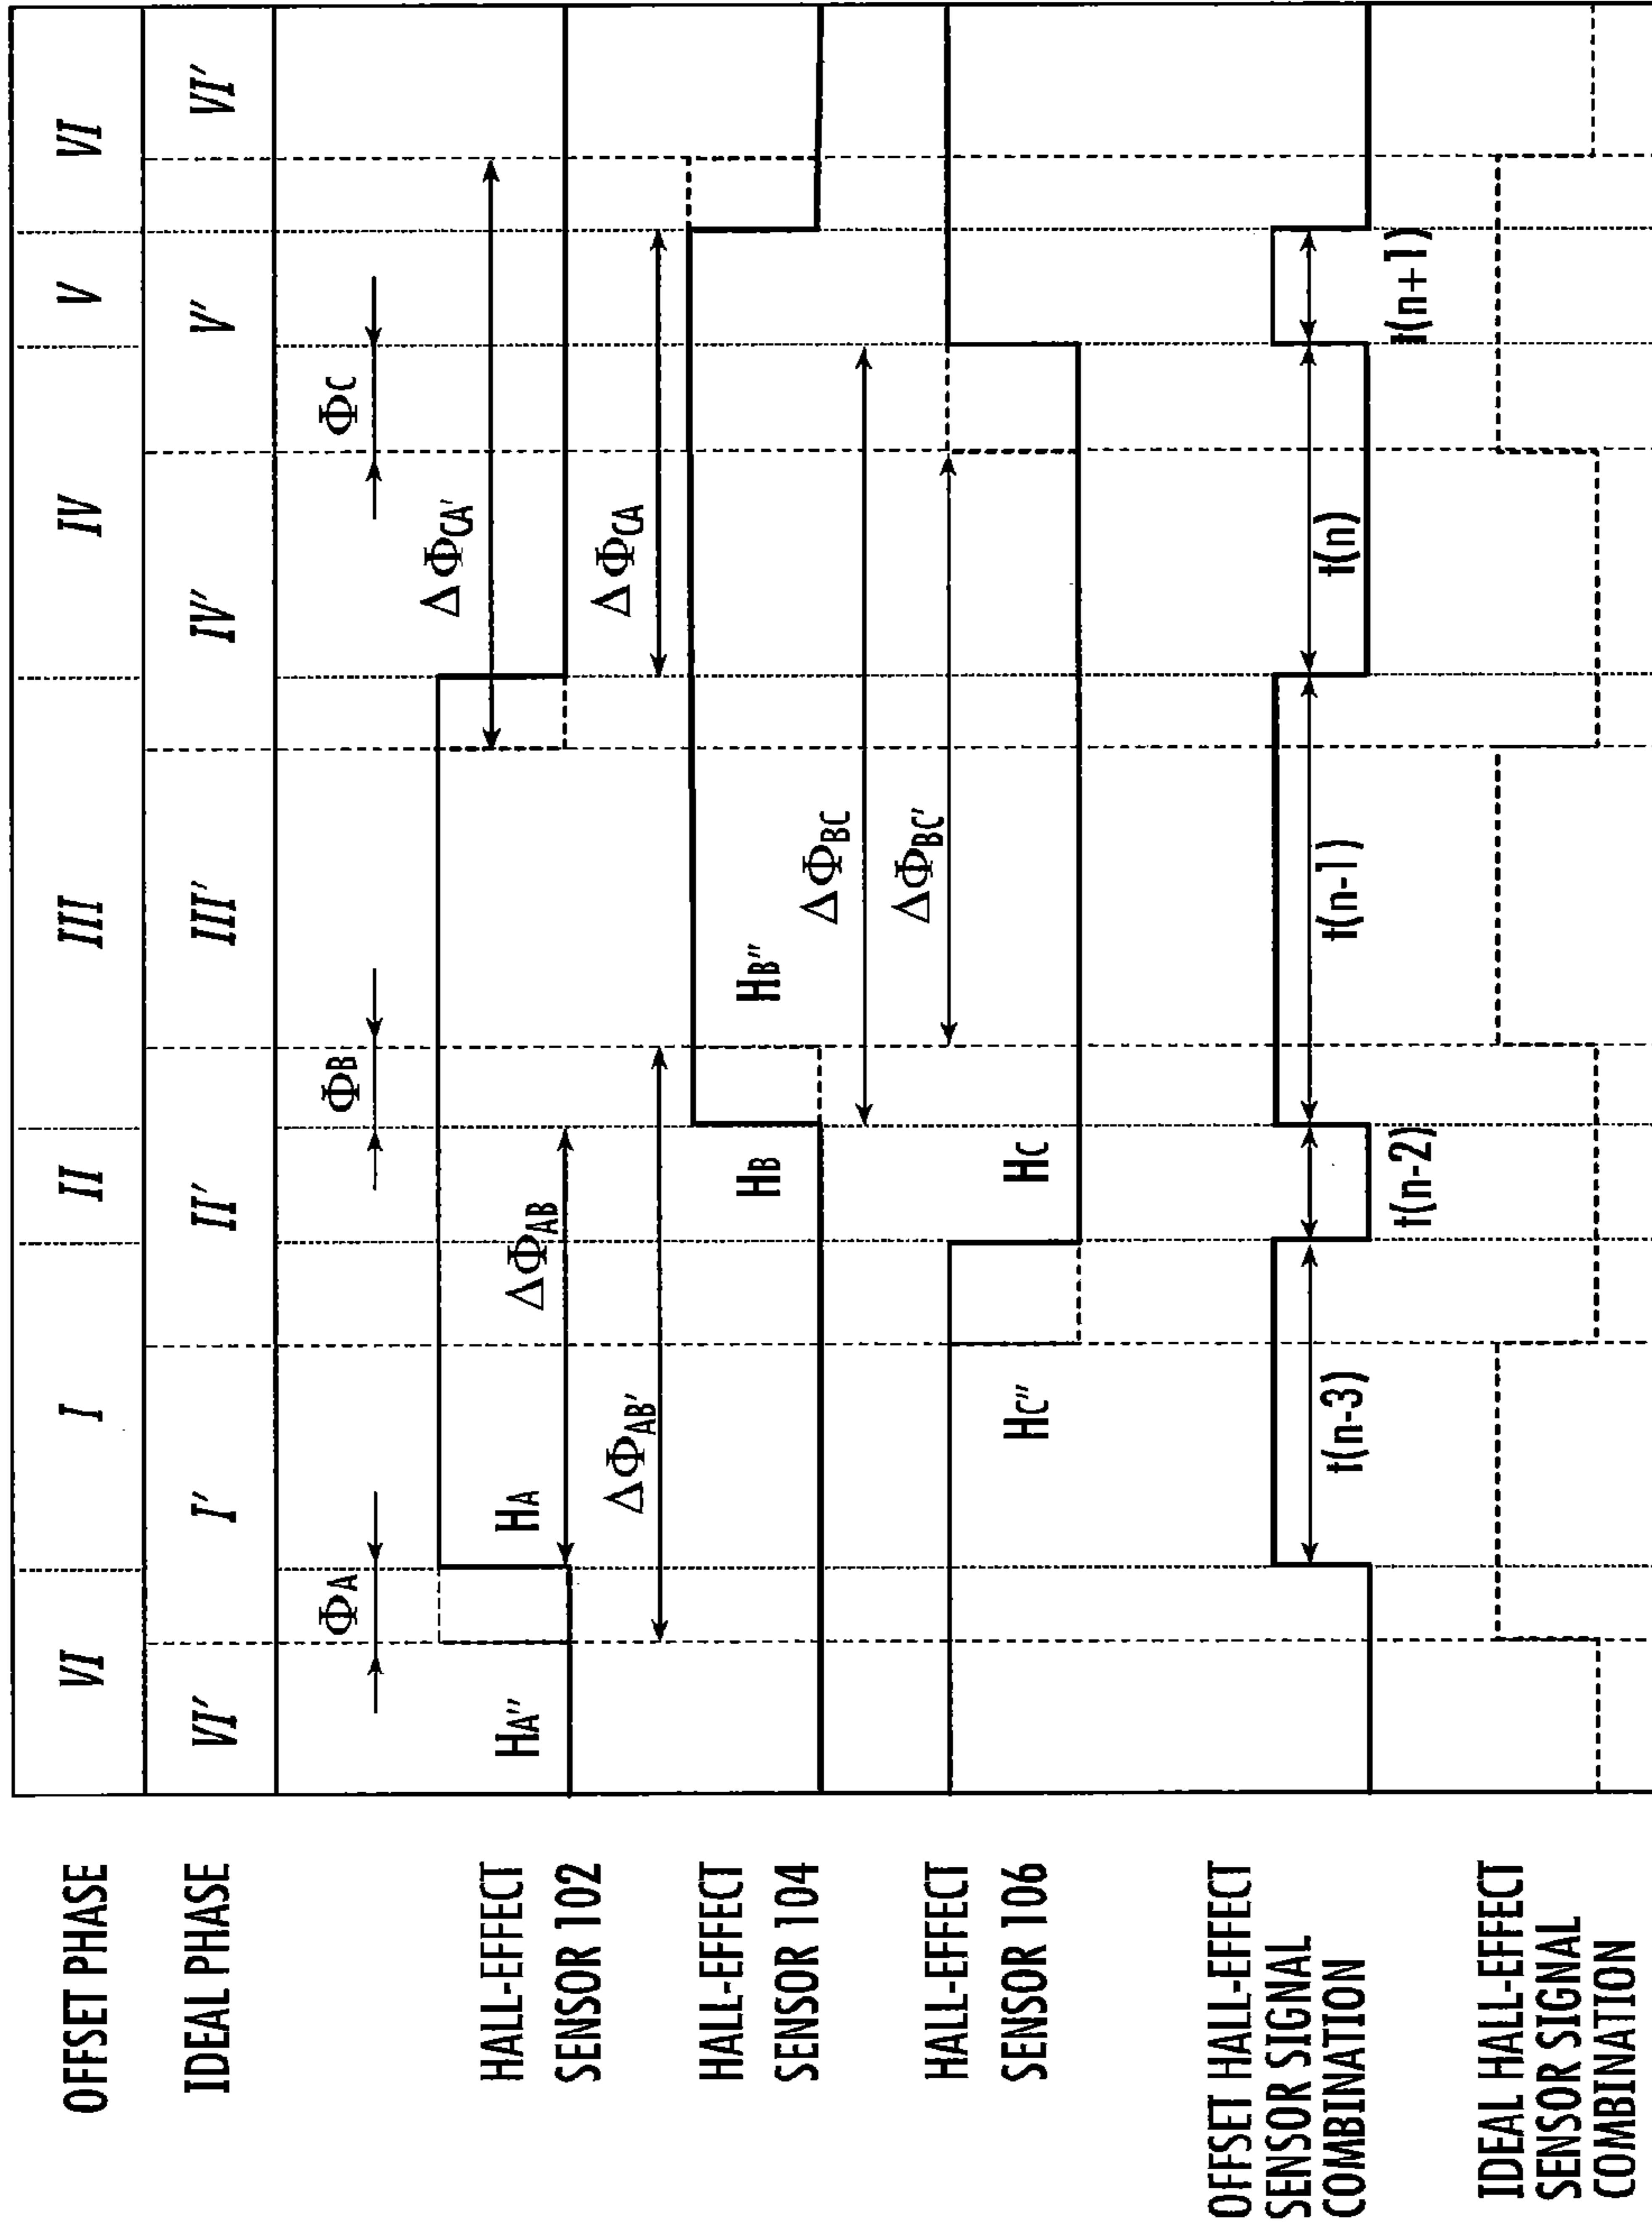 OFFSET PHASE
VI I II III IV V VI
IDEAL PHASE
VI' I' II' III' IV' V' VI'
ΦA ΦB ΦC
HALL-EFFECT
SENSOR 102
HA'' HA
ΔΦCA'
ΔΦAB
ΔΦCA
ΔΦAB'
HALL-EFFECT
SENSOR 104
HB HB''
ΔΦBC
ΔΦBC'
HALL-EFFECT
SENSOR 106
HC'' HC
OFFSET HALL-EFFECT
SENSOR SIGNAL
COMBINATION
t(n-3) t(n-2) t(n-1) t(n) t(n+1)
IDEAL HALL-EFFECT
SENSOR SIGNAL
COMBINATION